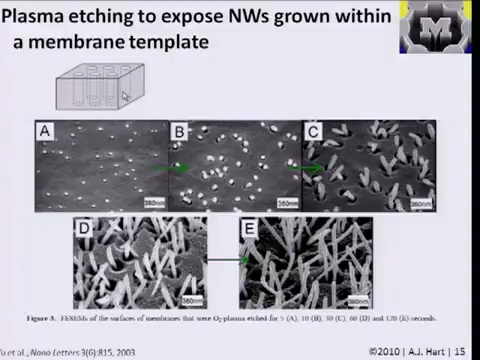 Plasma etching to expose NWs grown within
a membrane template
M
A
B
C
360nm
360nm
360nm
D
E
360nm
360nm
Figure 3. FESEMs of the surfaces of membranes that were O₂-plasma etched for 5 (A), 10 (B), 30 (C), 60 (D) and 120 (E) seconds.
et al., Nano Letters 3(6):815, 2003
©2010 | A.J. Hart | 15